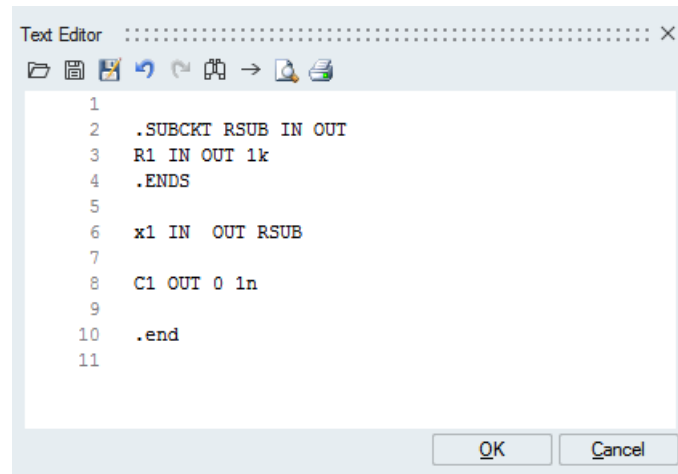 Text Editor
1
2 .SUBCKT RSUB IN OUT
3 R1 IN OUT 1k
4 .ENDS
5
6 x1 IN  OUT RSUB
7
8 C1 OUT 0 1n
9
10 .end
11
OK Cancel